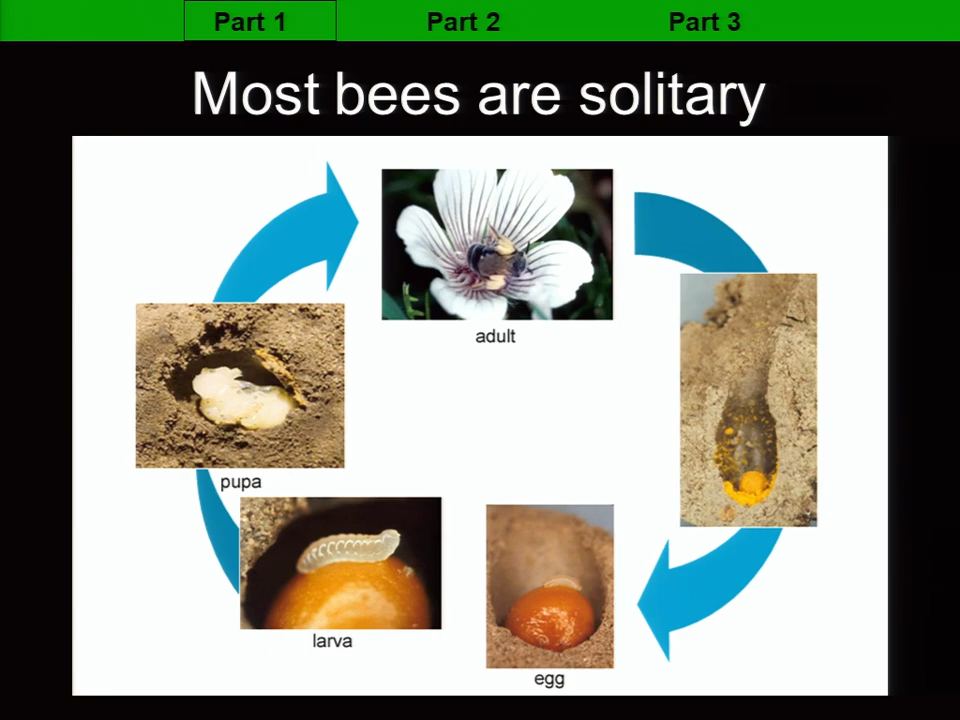 Part 1 Part 2 Part 3
Most bees are solitary
adult
pupa
larva
egg